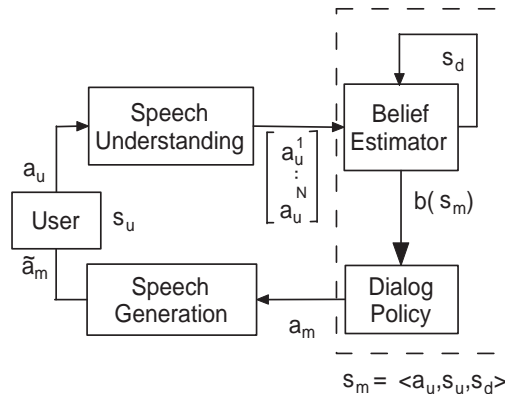 Speech
Understanding
Belief
Estimator
s_d
a_u
User
s_u
ã_m
a_u^1
:
a_u^N
b(s_m)
Speech
Generation
a_m
Dialog
Policy
s_m = <a_u,s_u,s_d>